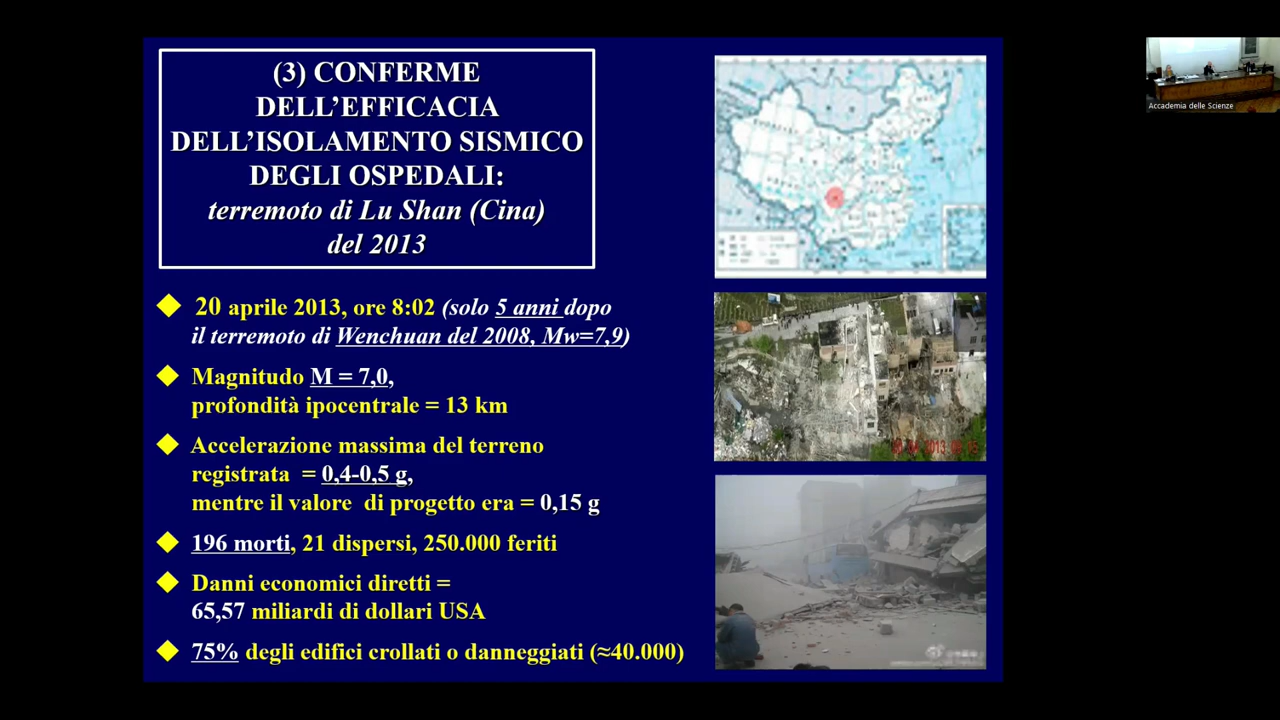 (3) CONFERME
DELL'EFFICACIA
DELL'ISOLAMENTO SISMICO
DEGLI OSPEDALI:
terremoto di Lu Shan (Cina)
del 2013
20 aprile 2013, ore 8:02 (solo 5 anni dopo
il terremoto di Wenchuan del 2008, Mw=7,9)
Magnitudo M = 7,0,
profondità ipocentrale = 13 km
Accelerazione massima del terreno
registrata = 0,4-0,5 g,
mentre il valore di progetto era = 0,15 g
196 morti, 21 dispersi, 250.000 feriti
Danni economici diretti =
65,57 miliardi di dollari USA
75% degli edifici crollati o danneggiati (≈40.000)
Accademia delle Scienze